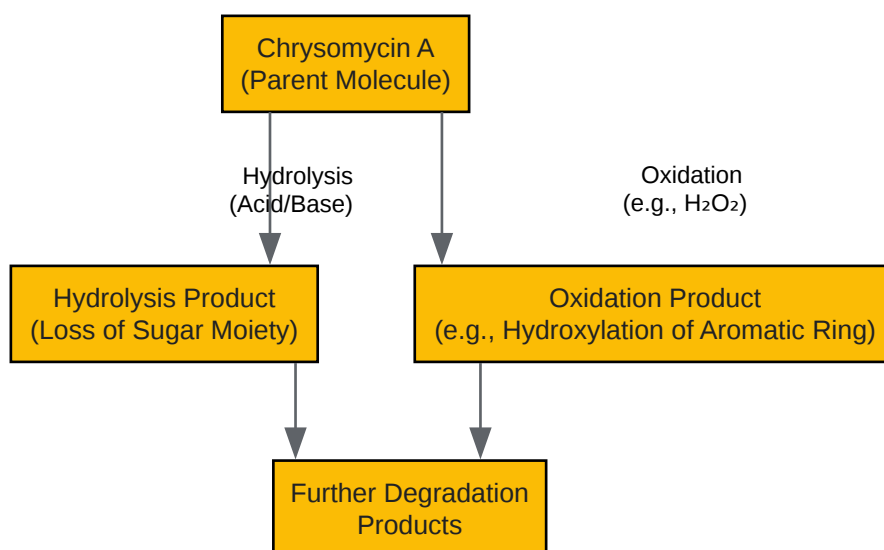 Chrysomycin A
(Parent Molecule)
Hydrolysis
(Acid/Base)
Oxidation
(e.g., H₂O₂)
Hydrolysis Product
(Loss of Sugar Moiety)
Oxidation Product
(e.g., Hydroxylation of Aromatic Ring)
Further Degradation
Products